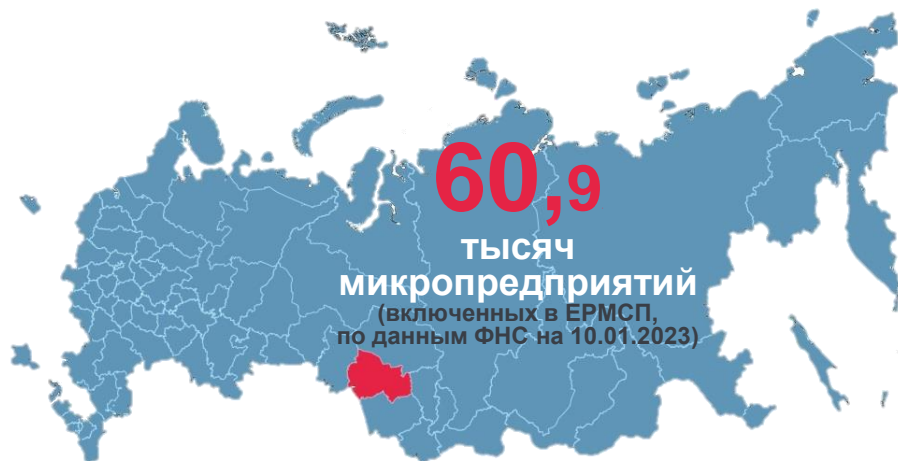 60,9
тысяч
микропредприятий
(включенных в ЕРМСП,
по данным ФНС на 10.01.2023)